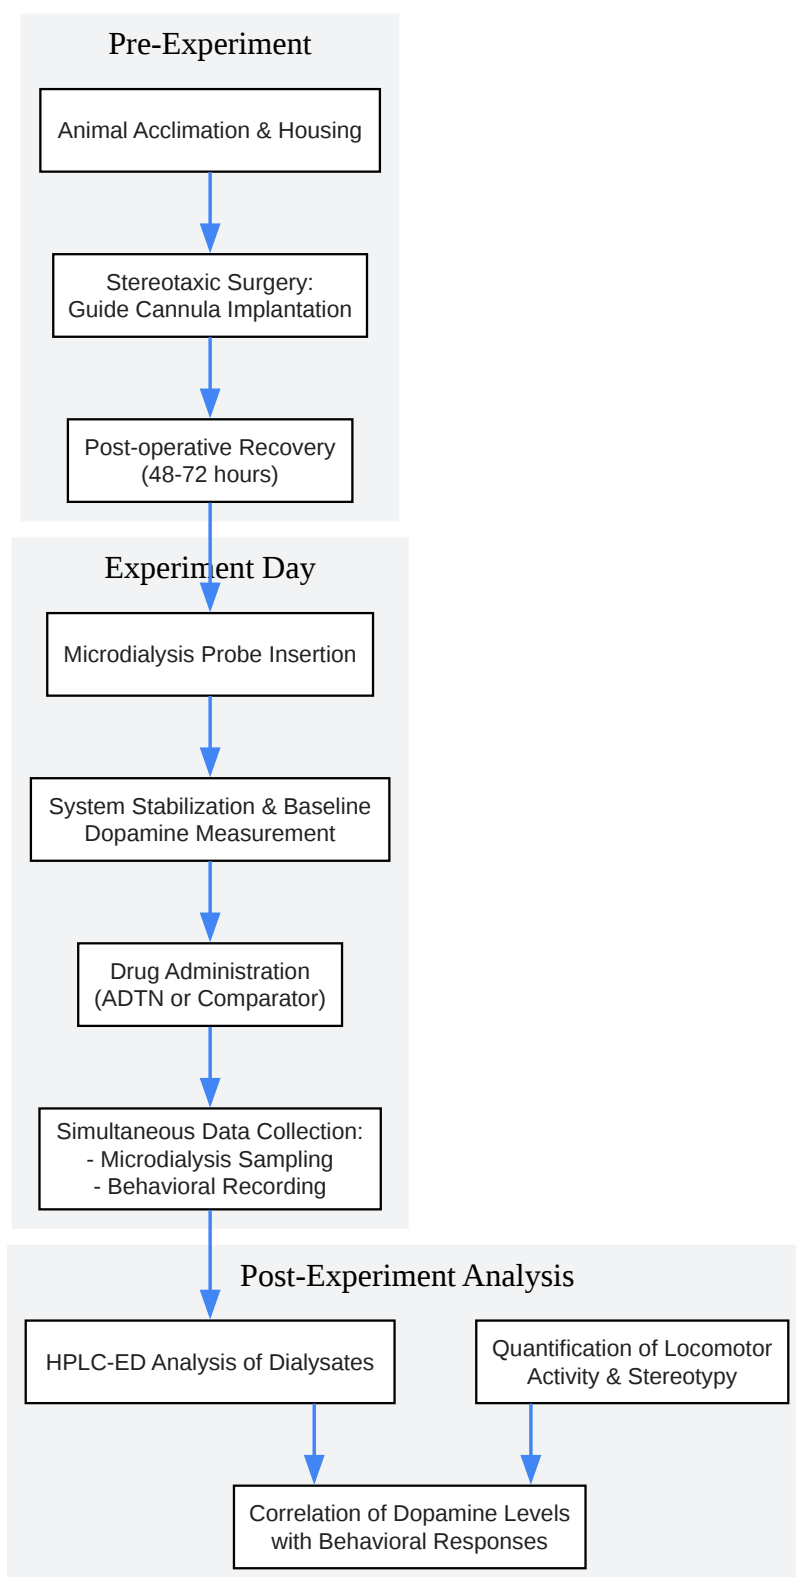 Pre-Experiment
Animal Acclimation & Housing
Stereotaxic Surgery:
Guide Cannula Implantation
Post-operative Recovery
(48-72 hours)
Experiment Day
Microdialysis Probe Insertion
System Stabilization & Baseline
Dopamine Measurement
Drug Administration
(ADTN or Comparator)
Simultaneous Data Collection:
- Microdialysis Sampling
- Behavioral Recording
Post-Experiment Analysis
HPLC-ED Analysis of Dialysates
Quantification of Locomotor
Activity & Stereotypy
Correlation of Dopamine Levels
with Behavioral Responses